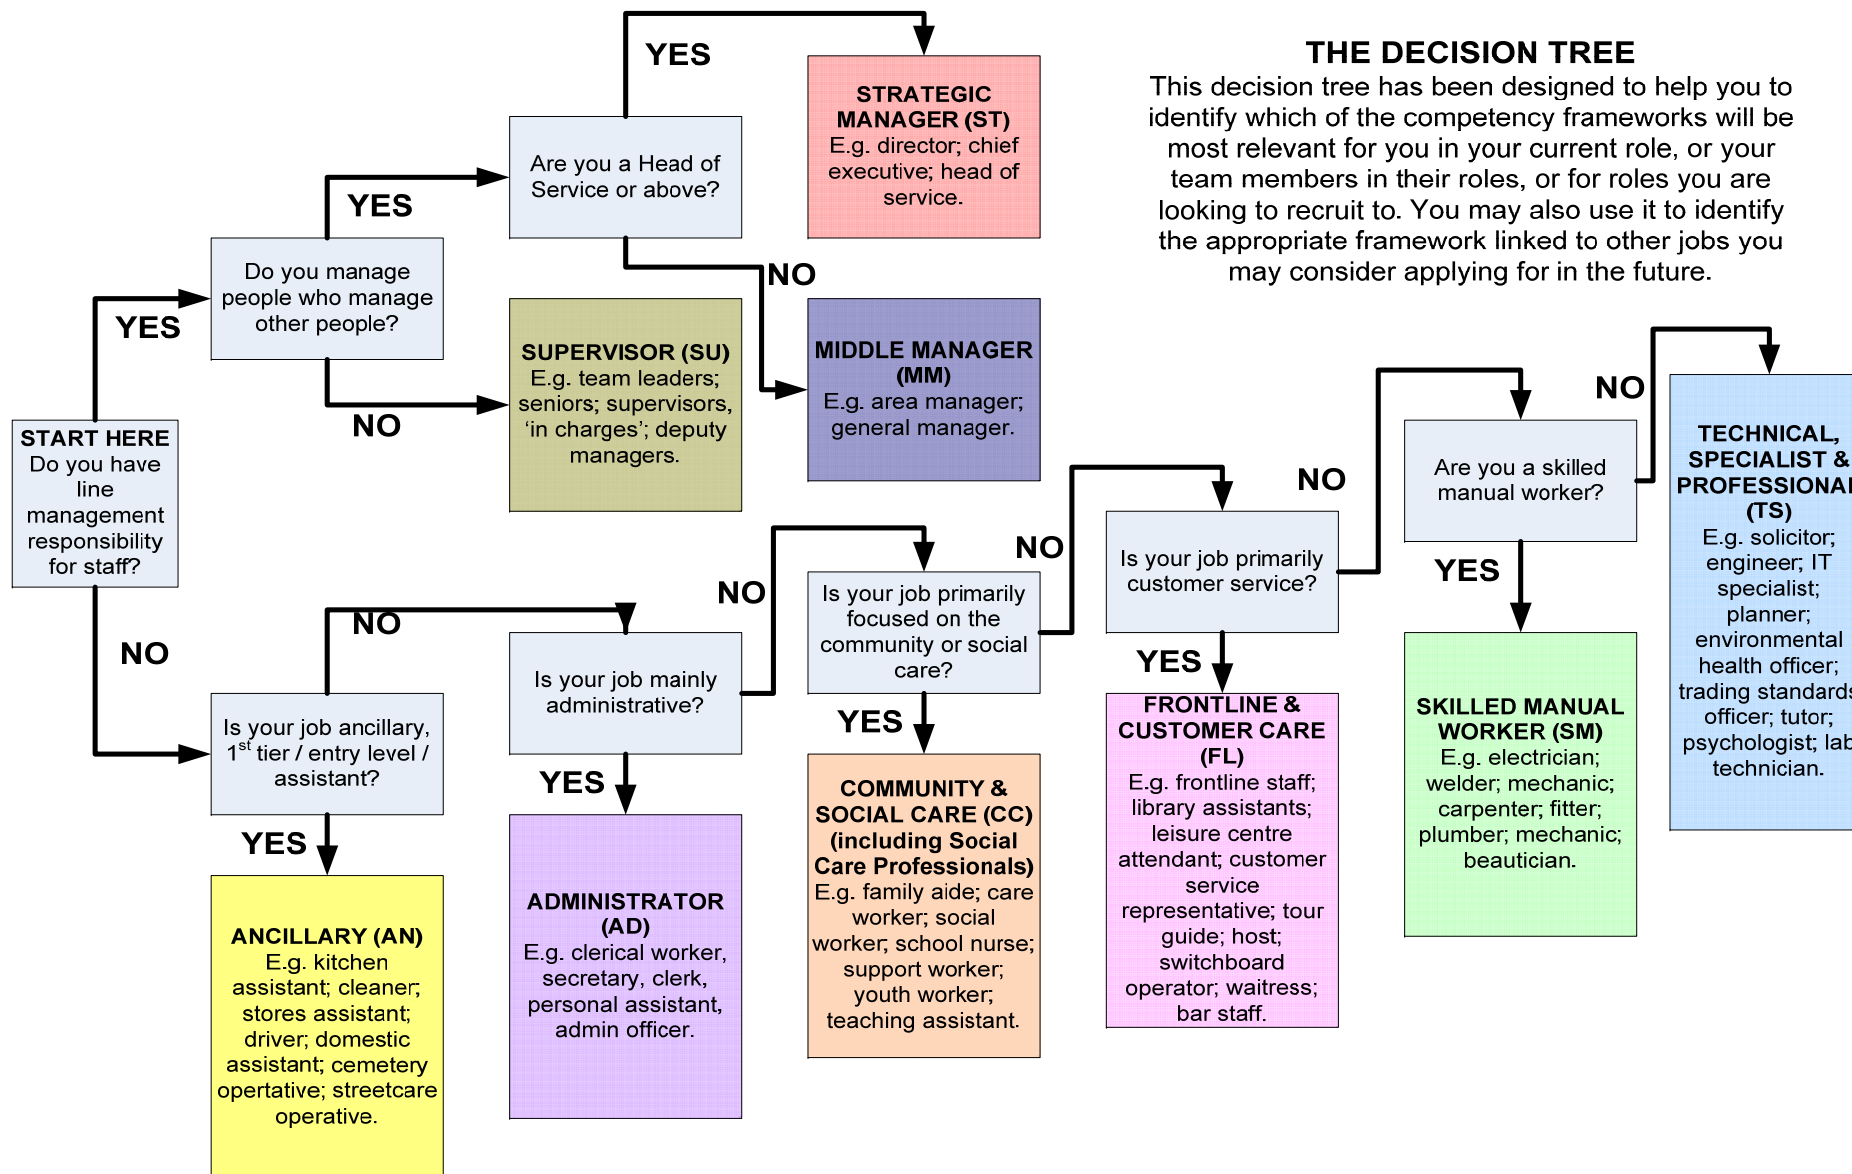 THE DECISION TREE
This decision tree has been designed to help you to
identify which of the competency frameworks will be
most relevant for you in your current role, or your
team members in their roles, or for roles you are
looking to recruit to. You may also use it to identify
the appropriate framework linked to other jobs you
may consider applying for in the future.
START HERE
Do you have
line
management
responsibility
for staff?
YES
NO
Do you manage
people who manage
other people?
YES
NO
Are you a Head of
Service or above?
YES
NO
STRATEGIC
MANAGER (ST)
E.g. director; chief
executive; head of
service.
SUPERVISOR (SU)
E.g. team leaders;
seniors; supervisors,
‘in charges’; deputy
managers.
MIDDLE MANAGER
(MM)
E.g. area manager;
general manager.
Is your job ancillary,
1st tier / entry level /
assistant?
NO
YES
ANCILLARY (AN)
E.g. kitchen
assistant; cleaner;
stores assistant;
driver; domestic
assistant; cemetery
opertative; streetcare
operative.
Is your job mainly
administrative?
NO
YES
ADMINISTRATOR
(AD)
E.g. clerical worker,
secretary, clerk,
personal assistant,
admin officer.
Is your job primarily
focused on the
community or social
care?
NO
YES
COMMUNITY &
SOCIAL CARE (CC)
(including Social
Care Professionals)
E.g. family aide; care
worker; social
worker; school nurse;
support worker;
youth worker;
teaching assistant.
Is your job primarily
customer service?
NO
YES
FRONTLINE &
CUSTOMER CARE
(FL)
E.g. frontline staff;
library assistants;
leisure centre
attendant; customer
service
representative; tour
guide; host;
switchboard
operator; waitress;
bar staff.
Are you a skilled
manual worker?
NO
YES
SKILLED MANUAL
WORKER (SM)
E.g. electrician;
welder; mechanic;
carpenter; fitter;
plumber; mechanic;
beautician.
TECHNICAL,
SPECIALIST &
PROFESSIONAL
(TS)
E.g. solicitor;
engineer; IT
specialist;
planner;
environmental
health officer;
trading standards
officer; tutor;
psychologist; lab
technician.